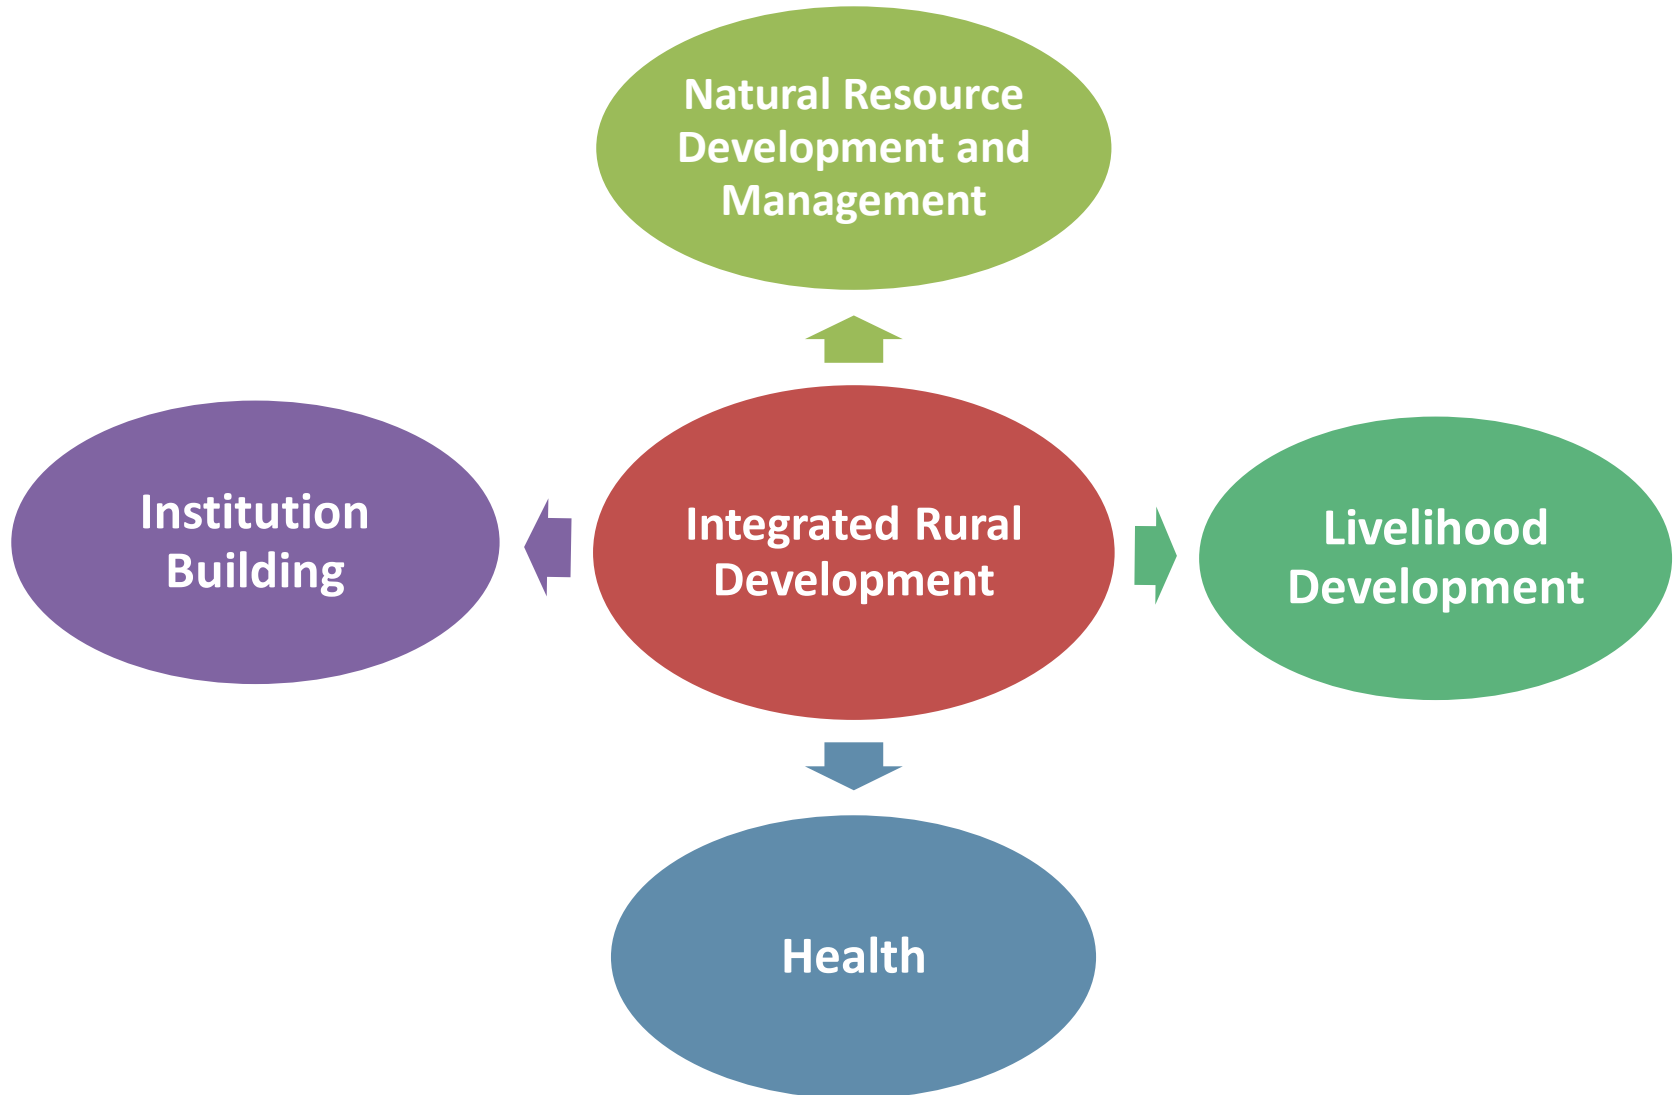 Natural Resource
Development and
Management
Institution
Building
Integrated Rural
Development
Livelihood
Development
Health